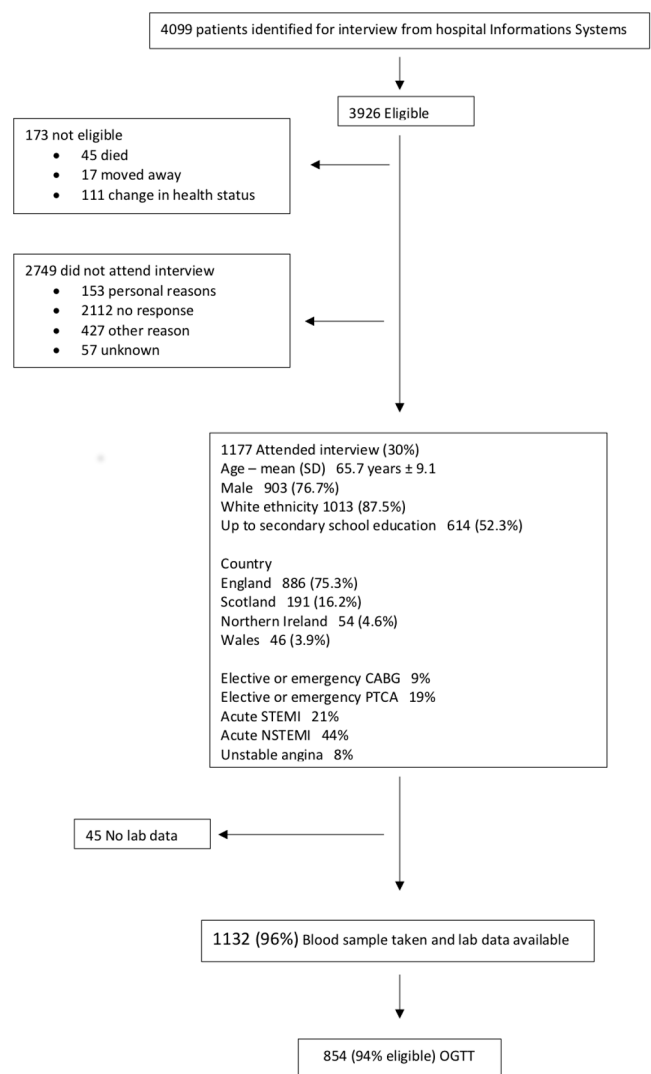 4099 patients identified for interview from hospital Informations Systems
3926 Eligible
173 not eligible
• 45 died
• 17 moved away
• 111 change in health status
2749 did not attend interview
• 153 personal reasons
• 2112 no response
• 427 other reason
• 57 unknown
1177 Attended interview (30%)
Age – mean (SD) 65.7 years ± 9.1
Male 903 (76.7%)
White ethnicity 1013 (87.5%)
Up to secondary school education 614 (52.3%)
Country
England 886 (75.3%)
Scotland 191 (16.2%)
Northern Ireland 54 (4.6%)
Wales 46 (3.9%)
Elective or emergency CABG 9%
Elective or emergency PTCA 19%
Acute STEMI 21%
Acute NSTEMI 44%
Unstable angina 8%
45 No lab data
1132 (96%) Blood sample taken and lab data available
854 (94% eligible) OGTT